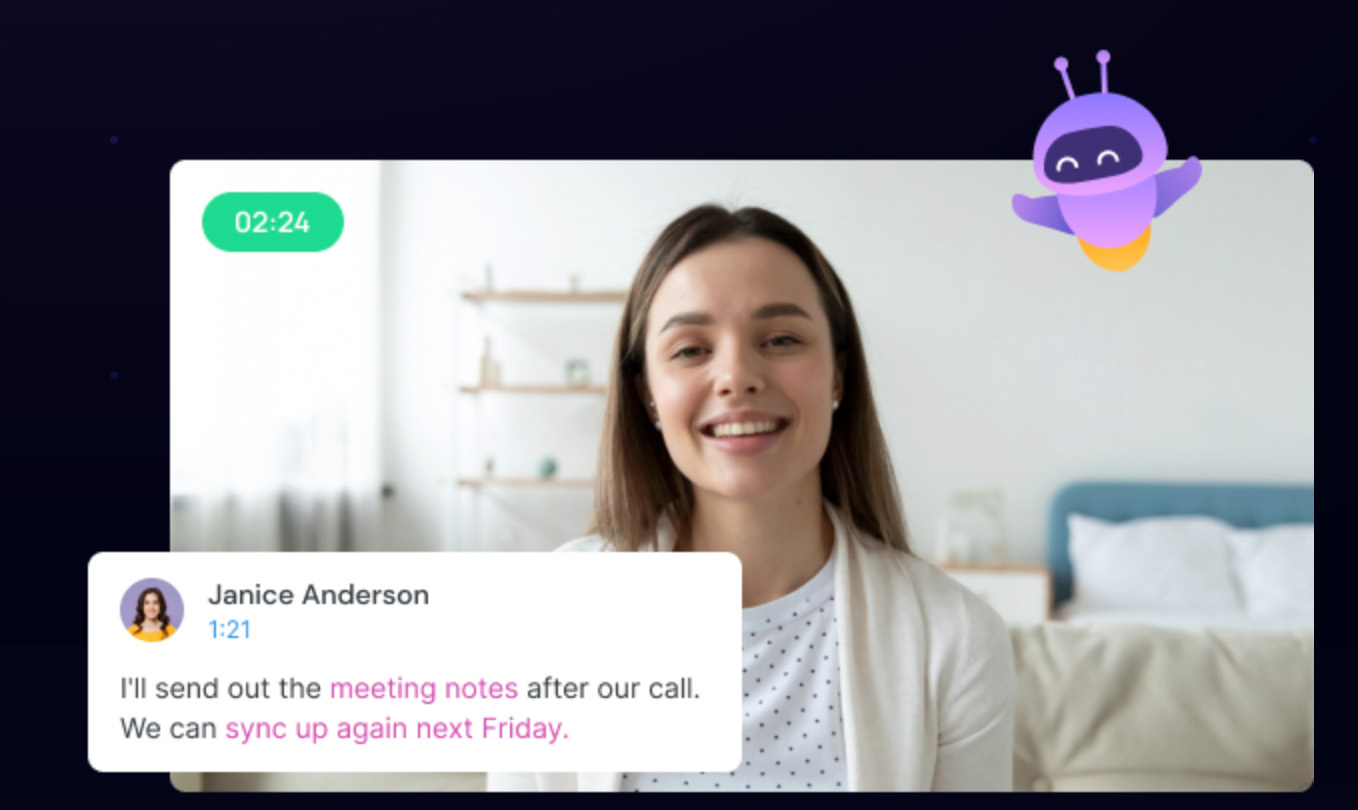 02:24
Janice Anderson
1:21
I'll send out the meeting notes after our call.
We can sync up again next Friday.